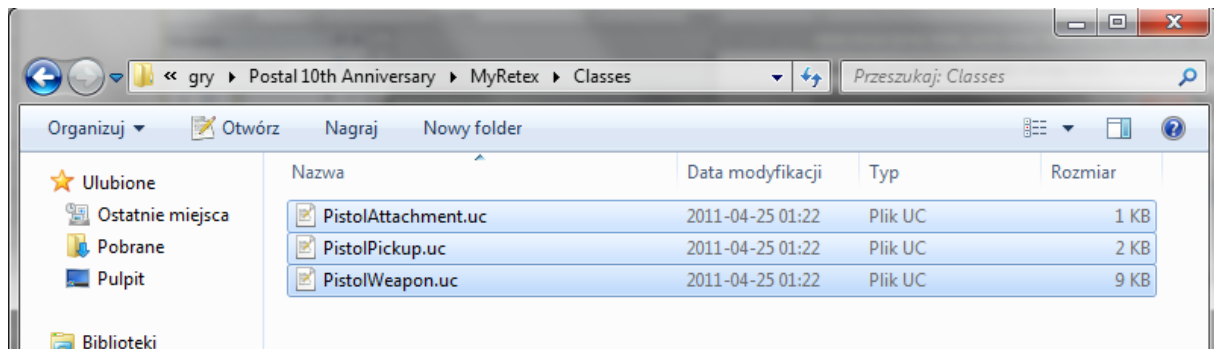 « gry ▸ Postal 10th Anniversary ▸ MyRetex ▸ Classes Przeszukaj: Classes
Organizuj Otwórz Nagraj Nowy folder
Ulubione
Ostatnie miejsca
Pobrane
Pulpit
Biblioteki
Nazwa Data modyfikacji Typ Rozmiar
PistolAttachment.uc 2011-04-25 01:22 Plik UC 1 KB
PistolPickup.uc 2011-04-25 01:22 Plik UC 2 KB
PistolWeapon.uc 2011-04-25 01:22 Plik UC 9 KB